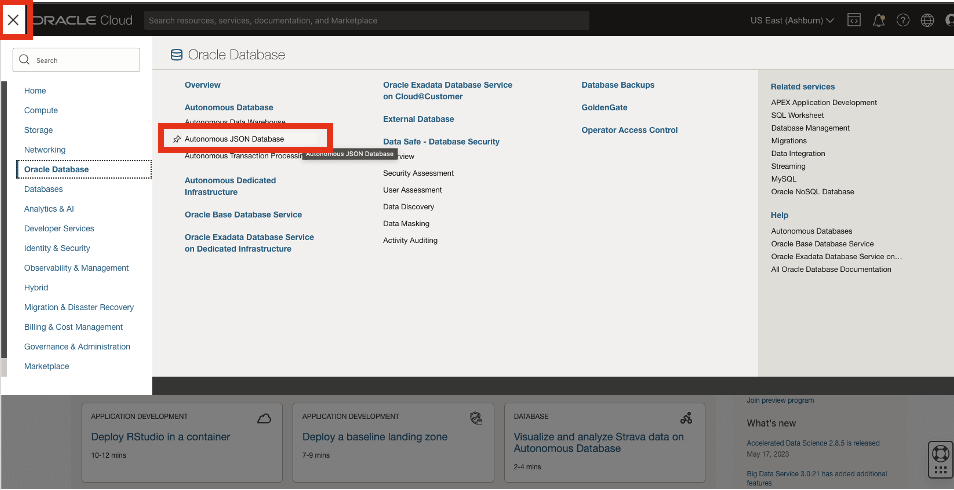 ORACLE Cloud
Search resources, services, documentation, and Marketplace
US East (Ashburn)
Search
Home
Compute
Storage
Networking
Oracle Database
Databases
Analytics & AI
Developer Services
Identity & Security
Observability & Management
Hybrid
Migration & Disaster Recovery
Billing & Cost Management
Governance & Administration
Marketplace
Oracle Database
Overview
Autonomous Database
Autonomous Data Warehouse
Autonomous JSON Database
Autonomous Transaction Processin
Autonomous JSON Database
Autonomous Dedicated
Infrastructure
Oracle Base Database Service
Oracle Exadata Database Service
on Dedicated Infrastructure
Oracle Exadata Database Service
on Cloud@Customer
External Database
Data Safe - Database Security
Security Assessment
User Assessment
Data Discovery
Data Masking
Activity Auditing
Database Backups
GoldenGate
Operator Access Control
Related services
APEX Application Development
SQL Worksheet
Database Management
Migrations
Data Integration
Streaming
MySQL
Oracle NoSQL Database
Help
Autonomous Databases
Oracle Base Database Service
Oracle Exadata Database Service on...
All Oracle Database Documentation
APPLICATION DEVELOPMENT
Deploy RStudio in a container
10-12 mins
APPLICATION DEVELOPMENT
Deploy a baseline landing zone
7-9 mins
DATABASE
Visualize and analyze Strava data on
Autonomous Database
2-4 mins
Join preview program
What's new
Accelerated Data Science 2.8.5 is released
May 17, 2023
Big Data Service 3.0.21 has added additional
features